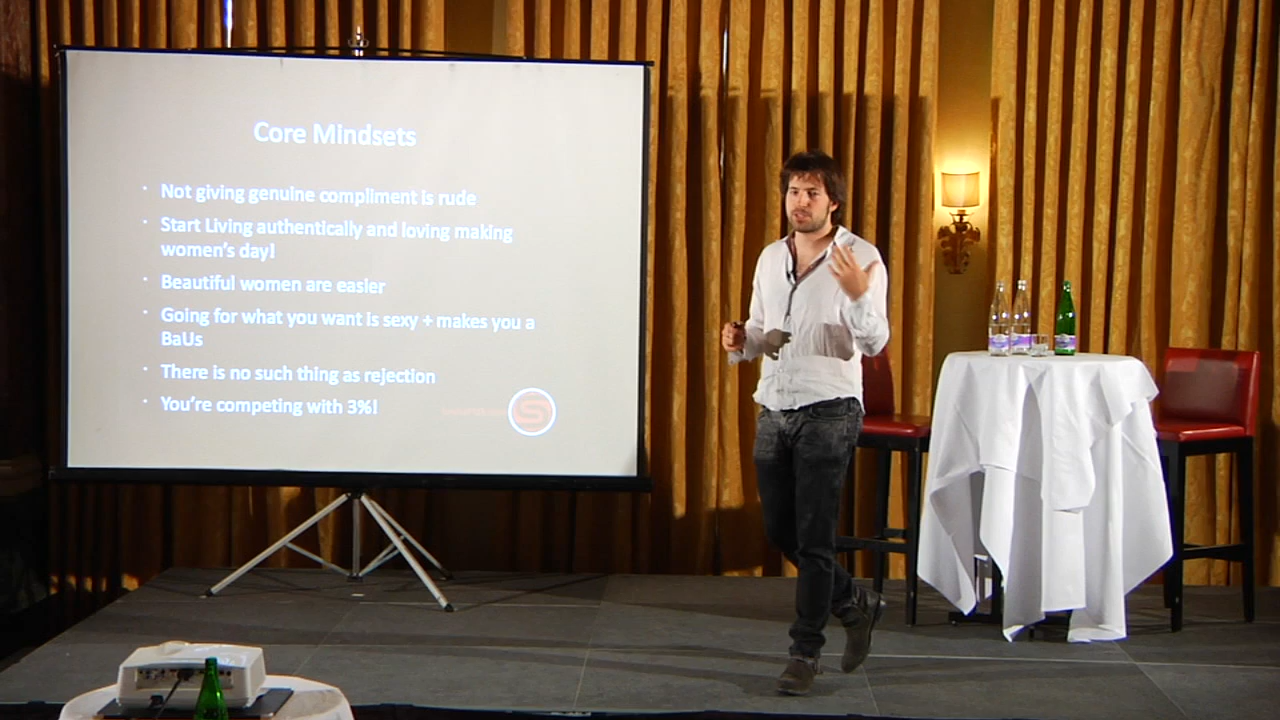 Core Mindsets
· Not giving genuine compliment is rude
· Start Living authentically and loving making
women's day!
· Beautiful women are easier
· Going for what you want is sexy + makes you a
BaUs
· There is no such thing as rejection
· You're competing with 3%!
S